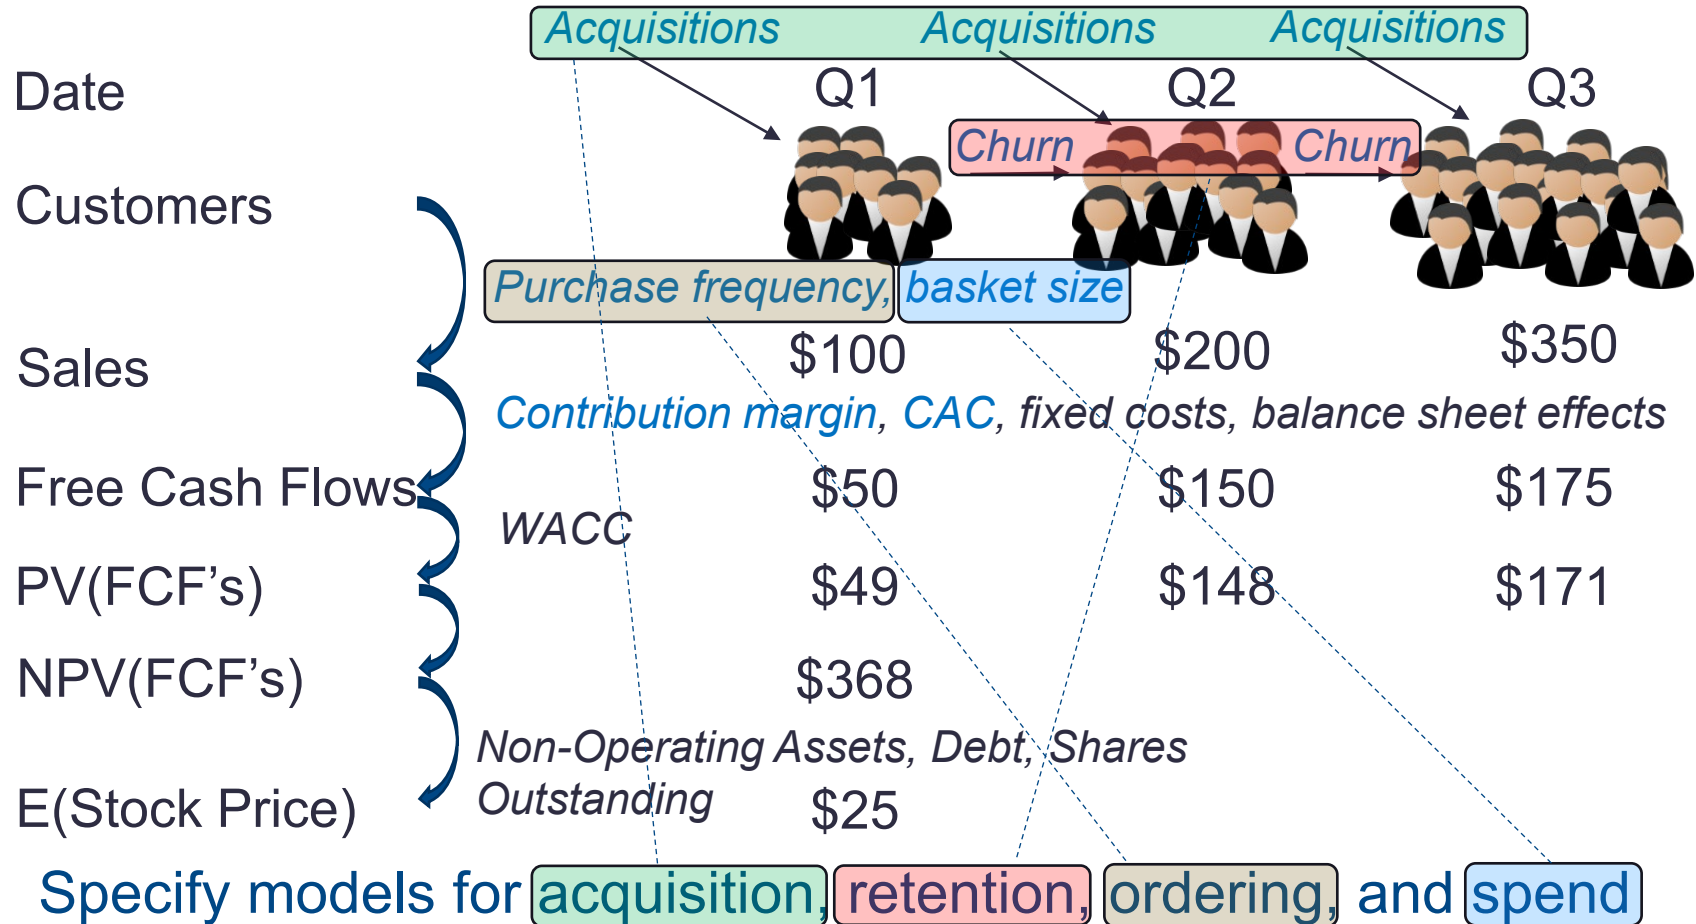 Acquisitions Acquisitions Acquisitions
Date Q1 Q2 Q3
Churn Churn
Customers
Purchase frequency, basket size
Sales $100 $200 $350
Contribution margin, CAC, fixed costs, balance sheet effects
Free Cash Flows $50 $150 $175
WACC
PV(FCF's) $49 $148 $171
NPV(FCF's) $368
Non-Operating Assets, Debt, Shares
Outstanding
E(Stock Price) $25
Specify models for acquisition, retention, ordering, and spend